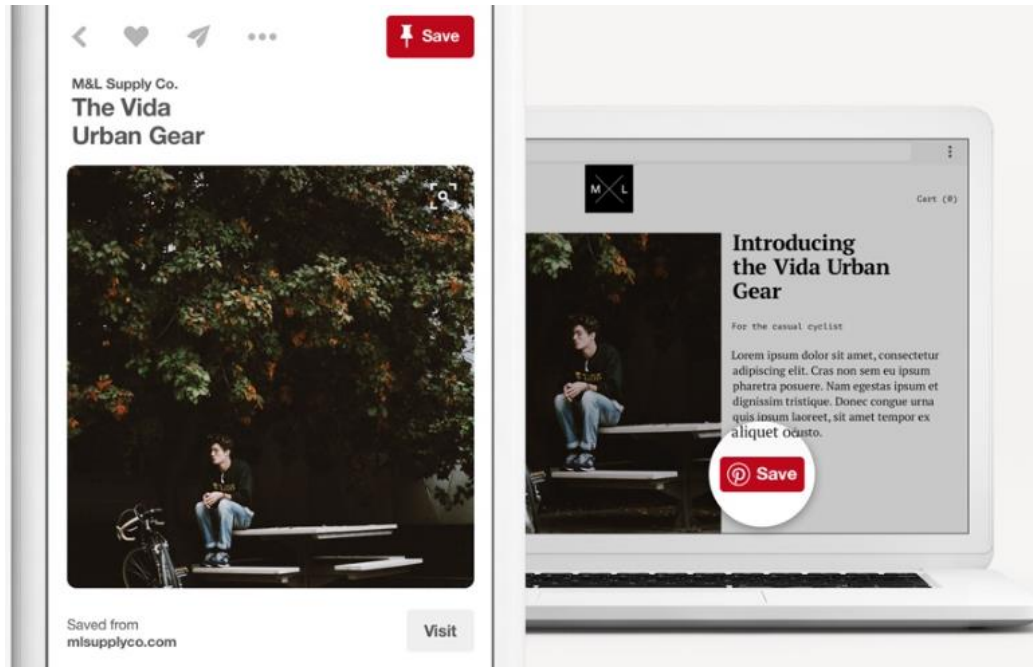 Save
M&L Supply Co.
The Vida
Urban Gear
Saved from
mlsupplyco.com
Visit
M L
Cart (0)
Introducing
the Vida Urban
Gear
For the casual cyclist
Lorem ipsum dolor sit amet, consectetur
adipiscing elit. Cras non sem eu ipsum
pharetra posuere. Nam egestas ipsum et
dignissim tristique. Donec congue urna
quis ipsum laoreet, sit amet tempor ex
aliquet
Save